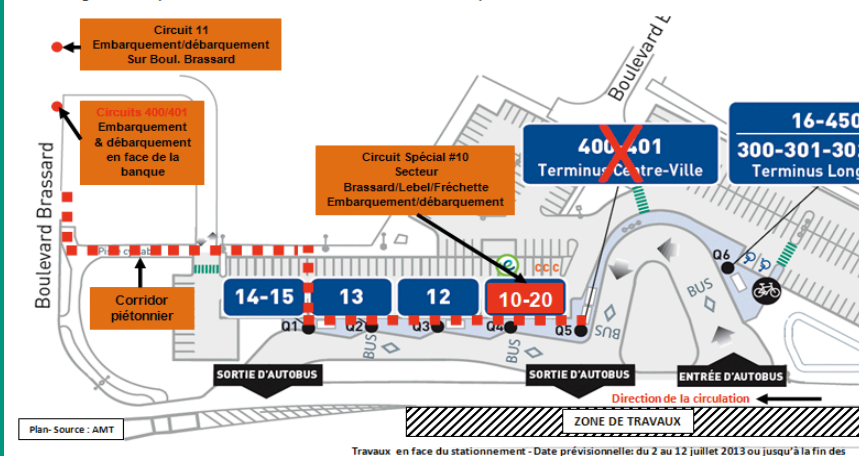 Circuit 11
Embarquement/débarquement
Sur Boul. Brassard
Circuits 400/401
Embarquement
& débarquement
en face de la
banque
Boulevard Brassard
Corridor
piétonnier
Circuit Spécial #10
Secteur
Brassard/Lebel/Fréchette
Embarquement/débarquement
Boulevard
400-401
Terminus Centre-Ville
16-450
300-301-30
Terminus Long
14-15
13
12
10-20
CCC
Q1
Q2
Q3
Q4
Q5
Q6
BUS
BUS
BUS
BUS
BUS
SORTIE D'AUTOBUS
SORTIE D'AUTOBUS
ENTRÉE D'AUTOBUS
Direction de la circulation
ZONE DE TRAVAUX
Plan- Source : AMT
Travaux en face du stationnement - Date prévisionnelle: du 2 au 12 juillet 2013 ou jusqu'à la fin des